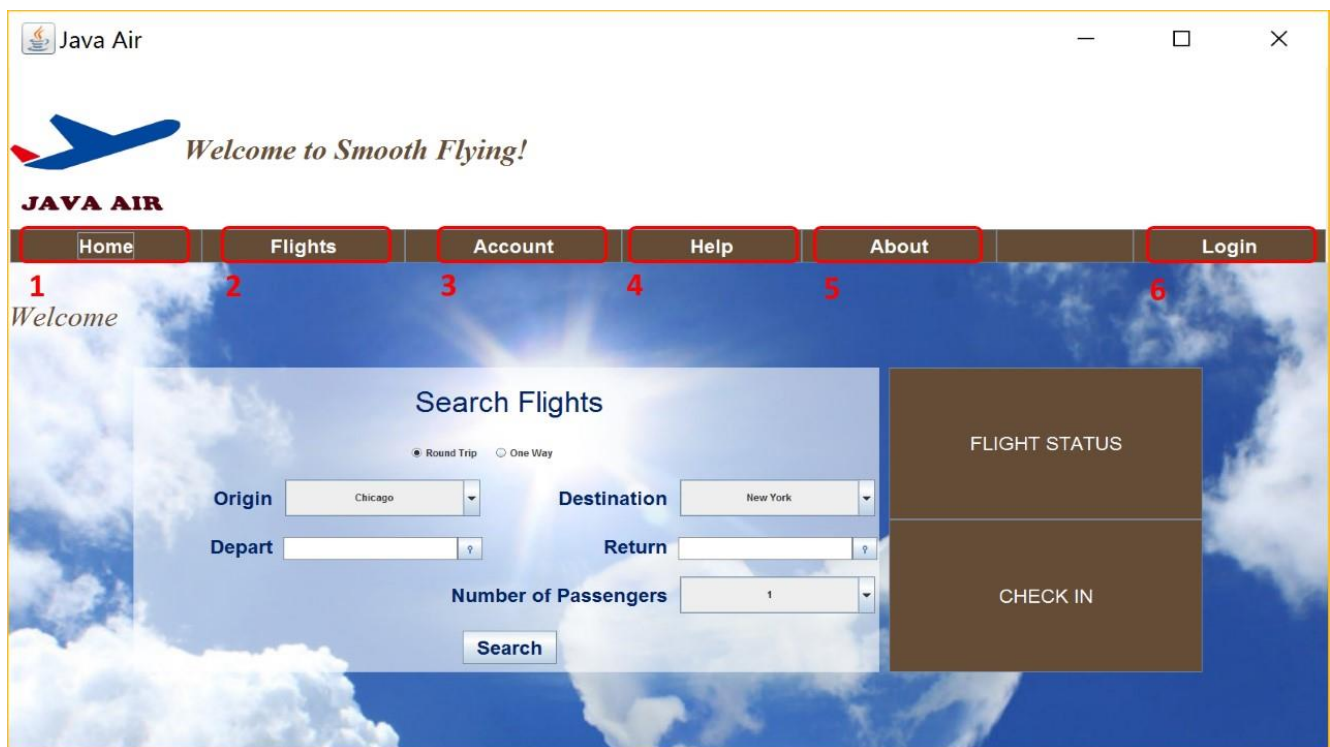 Java Air
Welcome to Smooth Flying!
JAVA AIR
Home Flights Account Help About Login
1 2 3 4 5 6
Welcome
Search Flights
Round Trip One Way
Origin Chicago Destination New York
Depart Return
Number of Passengers 1
Search
FLIGHT STATUS
CHECK IN